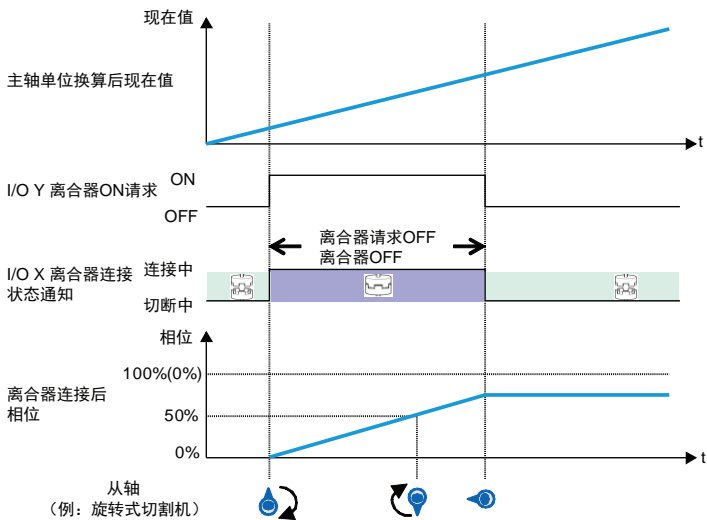 现在值
主轴单位换算后现在值
t
I/O Y 离合器ON请求
ON
OFF
离合器请求OFF
离合器OFF
I/O X 离合器连接
状态通知
连接中
切断中
相位
100%(0%)
离合器连接后
相位
50%
0%
t
从轴
（例：旋转式切割机）